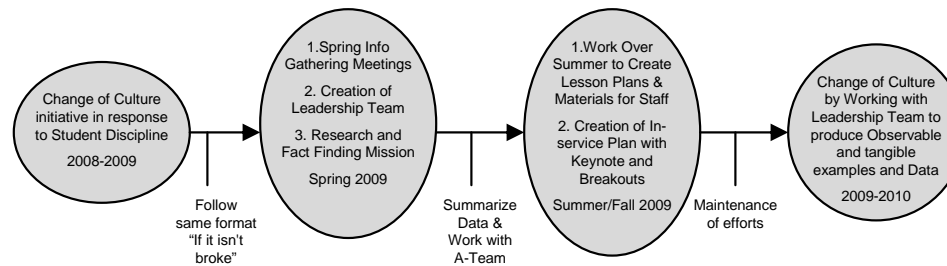 Change of Culture
initiative in response
to Student Discipline
2008-2009
Follow
same format
“If it isn’t
broke”
1.Spring Info
Gathering Meetings
2. Creation of
Leadership Team
3. Research and
Fact Finding Mission
Spring 2009
Summarize
Data &
Work with
A-Team
1.Work Over
Summer to Create
Lesson Plans &
Materials for Staff
2. Creation of In-
service Plan with
Keynote and
Breakouts
Summer/Fall 2009
Maintenance
of efforts
Change of Culture
by Working with
Leadership Team to
produce Observable
and tangible
examples and Data
2009-2010